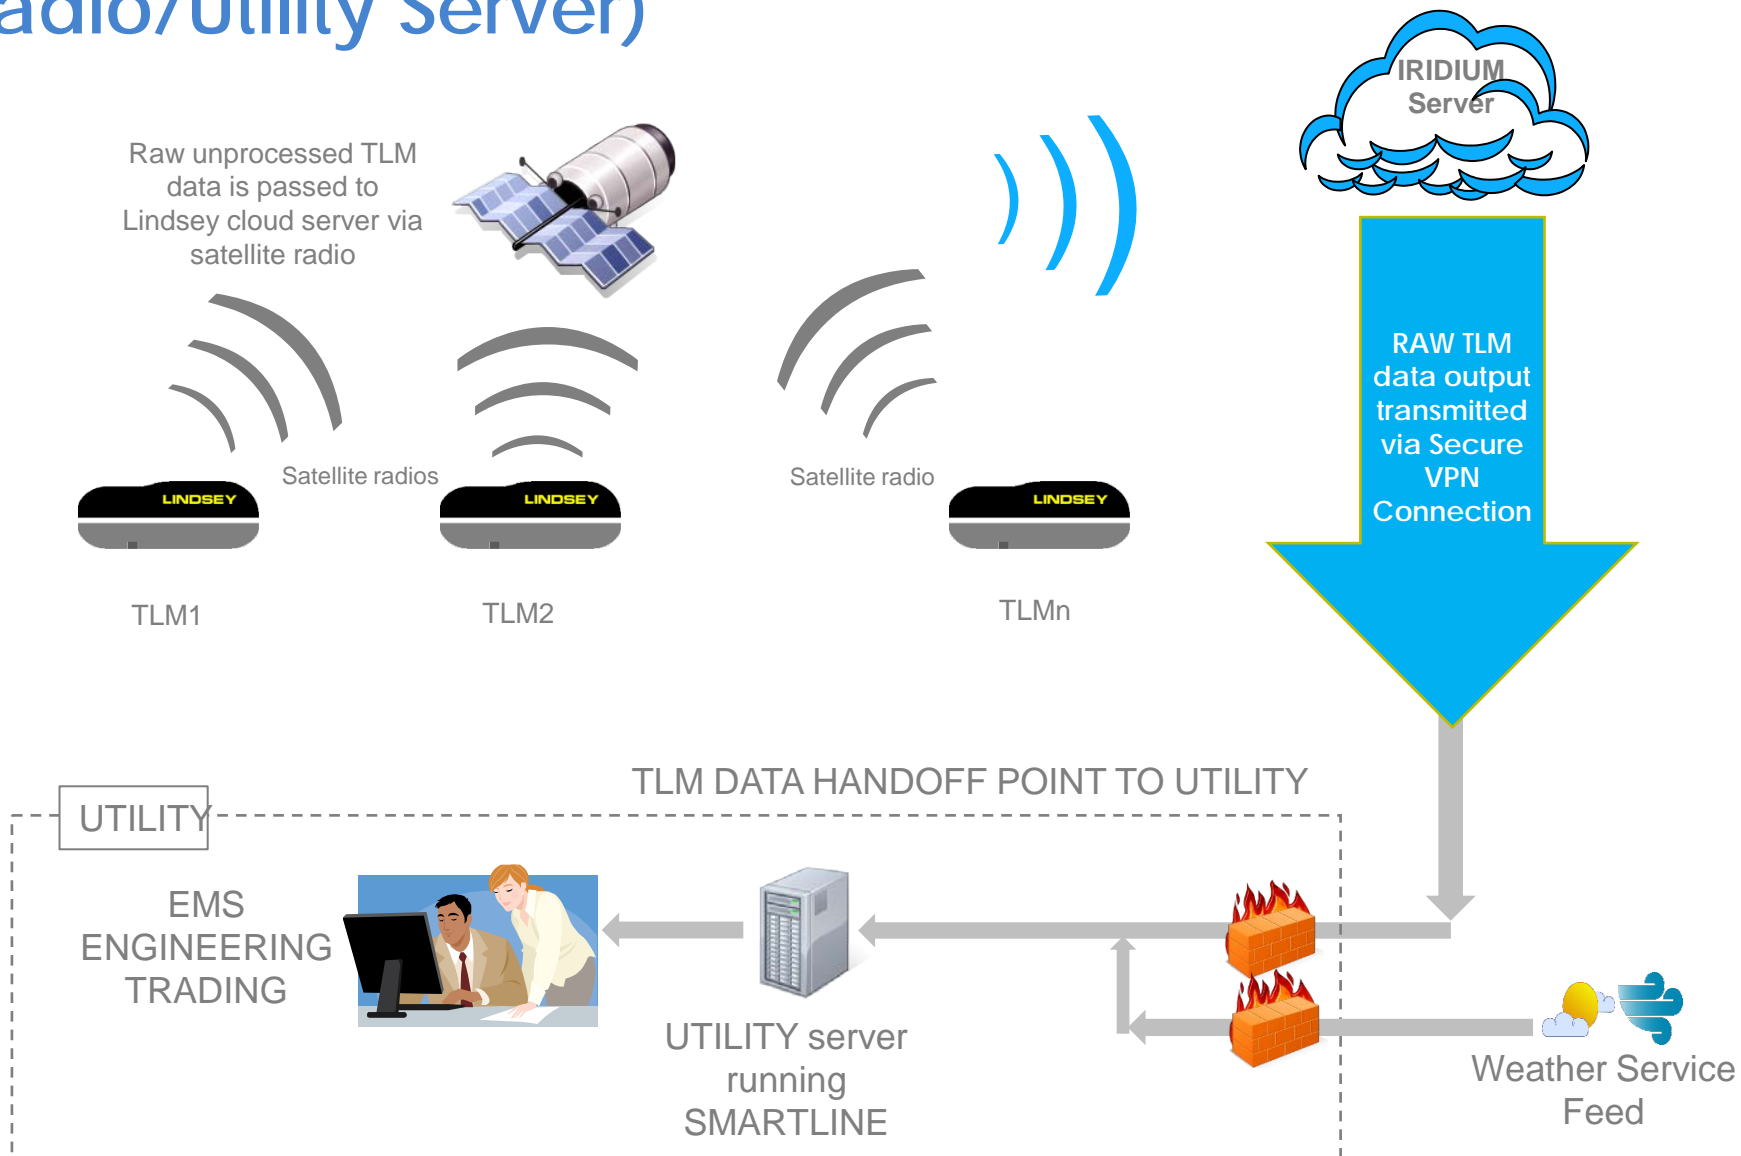 adio/Utility Server)
IRIDIUM
Server
Raw unprocessed TLM
data is passed to
Lindsey cloud server via
satellite radio
RAW TLM
data output
transmitted
via Secure
VPN
Connection
Satellite radios
Satellite radio
LINDSEY
LINDSEY
LINDSEY
TLM1
TLM2
TLMn
TLM DATA HANDOFF POINT TO UTILITY
UTILITY
EMS
ENGINEERING
TRADING
UTILITY server
running
SMARTLINE
Weather Service
Feed